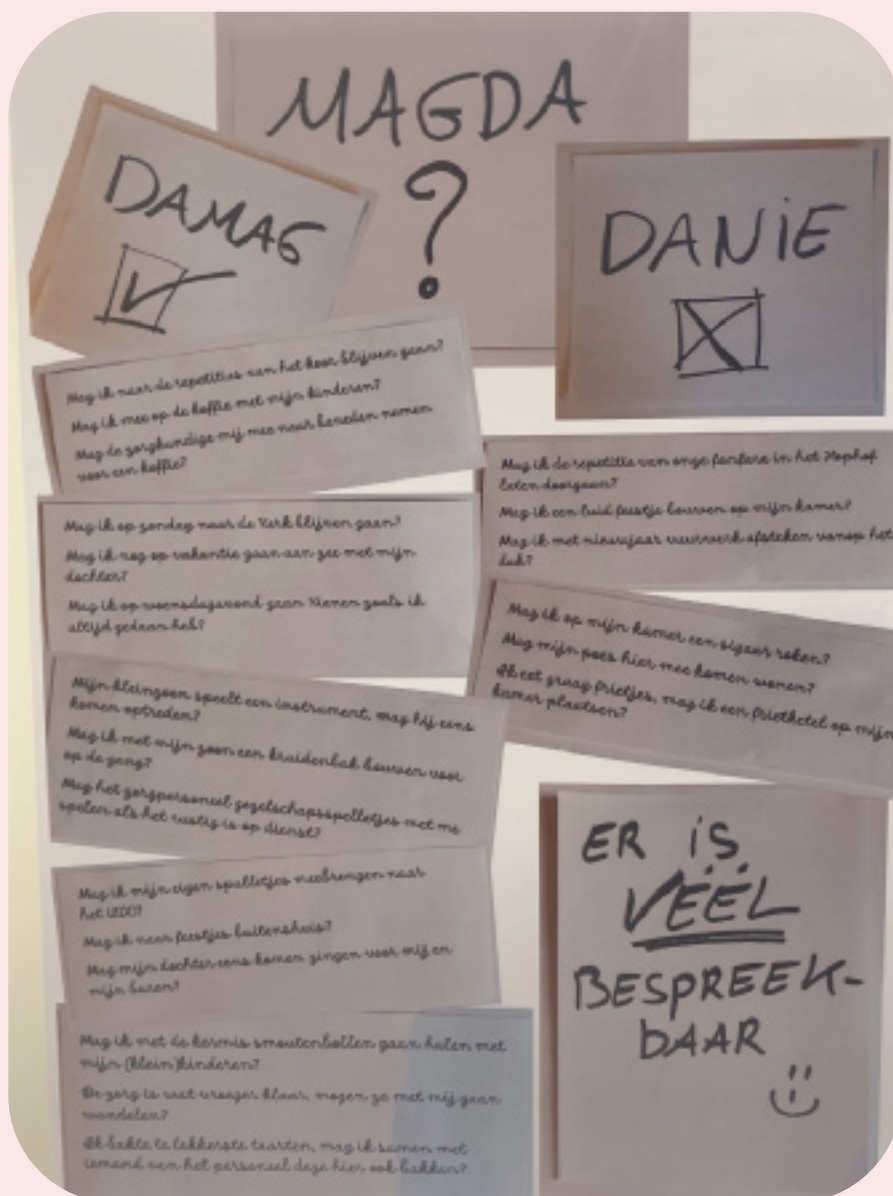 MAGDA
?
DAMAG
DANIE
Mag ik naar de repetities van het koor blijven gaan?
Mag ik mee op de koffie met mijn kinderen?
Mag de zorgkundige mij mee naar beneden nemen
voor een koffie?
Mag ik op zondag naar de Kerk blijven gaan?
Mag ik nog op vakantie gaan aan zee met mijn
dochter?
Mag ik op woensdagavond gaan kienen zoals ik
altijd gedaan heb?
Mijn kleinzoon speelt een instrument, mag hij eens
komen optreden?
Mag ik met mijn zoon een kruidenbak bouwen voor
op de gang?
Mag het zorgpersoneel gezelschapsspelletjes met me
spelen als het rustig is op dienst?
Mag ik mijn eigen spulletjes meebrengen naar
het
Mag ik naar feestjes buitenshuis?
Mag mijn dochter eens komen zingen voor mij en
mijn buren?
Mag ik met de kermis smoutenbollen gaan halen met
mijn (klein)kinderen?
De zorg is wat vroeger klaar, mogen ze met mij gaan
wandelen?
Ik bakte te lekkerste taarten, mag ik samen met
iemand van het personeel deze hier ook bakken?
Mag ik de repetitie van onze fanfare in het Hophof
laten doorgaan?
Mag ik een luid feestje bouwen op mijn kamer?
Mag ik met nieuwjaar vuurwerk afsteken vanop het
dak?
Mag ik op mijn kamer een sigaar roken?
Mag mijn poes hier mee komen wonen?
Ik eet graag frietjes, mag ik een frietketel op mijn
kamer plaatsen?
ER IS
VÉÉL
BESPREEK-
BAAR